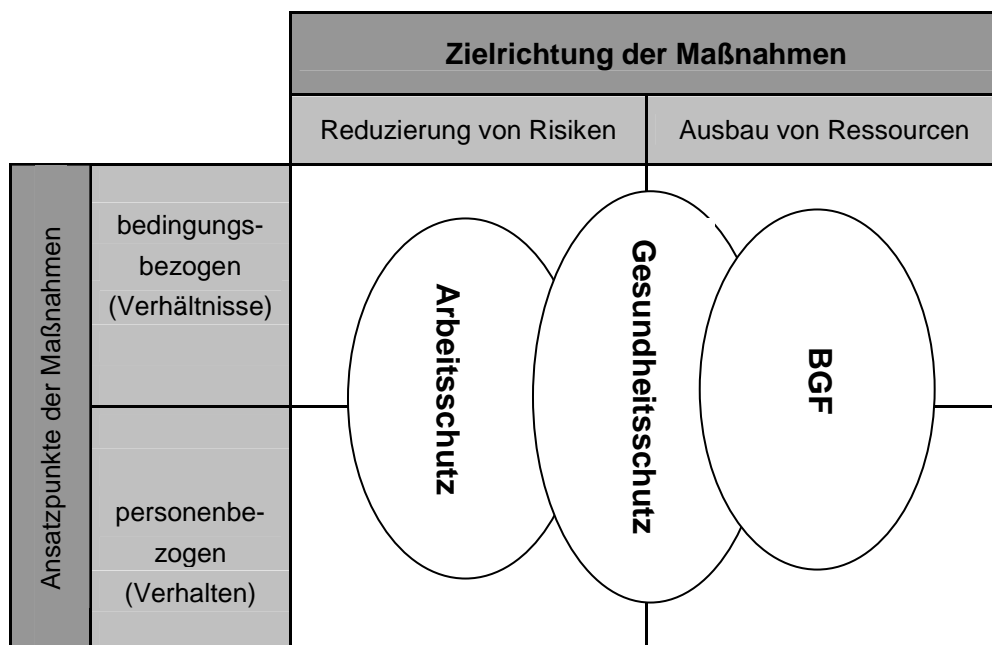 Zielrichtung der Maßnahmen
Reduzierung von Risiken
Ausbau von Ressourcen
Ansatzpunkte der Maßnahmen
bedingungs-
bezogen
(Verhältnisse)
personenbe-
zogen
(Verhalten)
Arbeitsschutz
Gesundheitsschutz
BGF